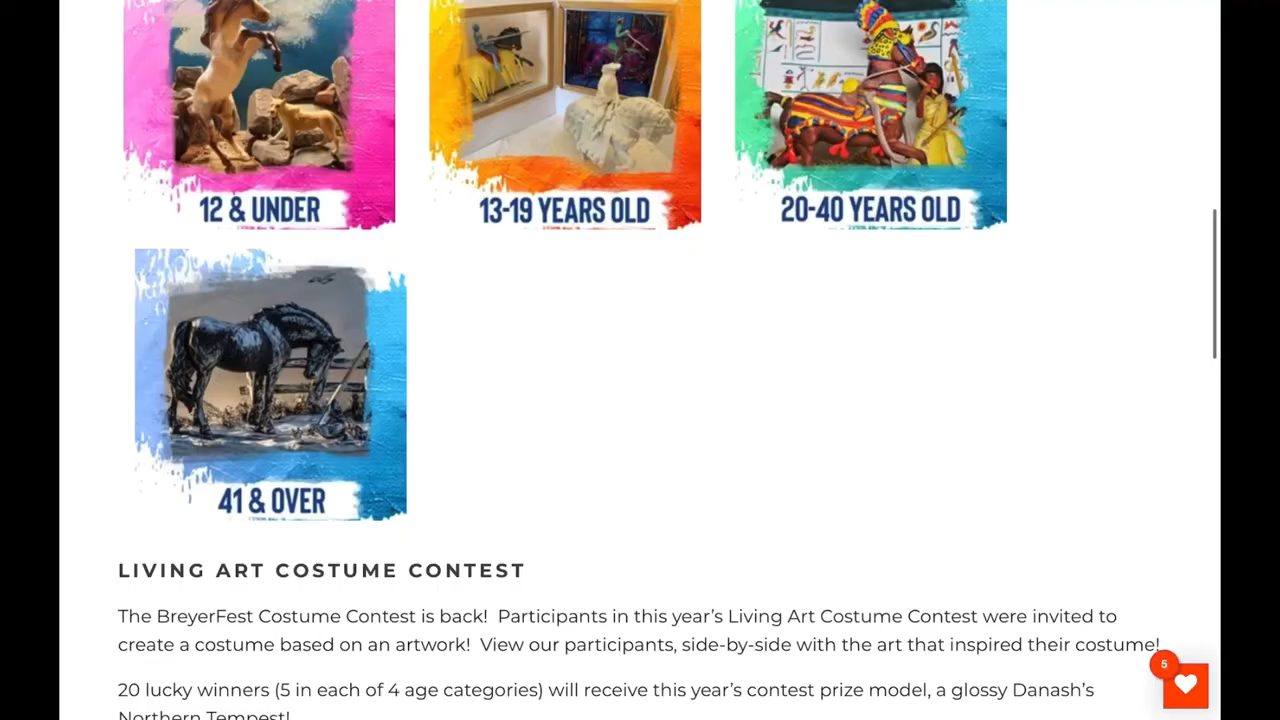 12 & UNDER
13-19 YEARS OLD
20-40 YEARS OLD
41 & OVER
LIVING ART COSTUME CONTEST
The BreyerFest Costume Contest is back!  Participants in this year’s Living Art Costume Contest were invited to
create a costume based on an artwork!  View our participants, side-by-side with the art that inspired their costume!
5
20 lucky winners (5 in each of 4 age categories) will receive this year’s contest prize model, a glossy Danash’s
Northern Tempest!